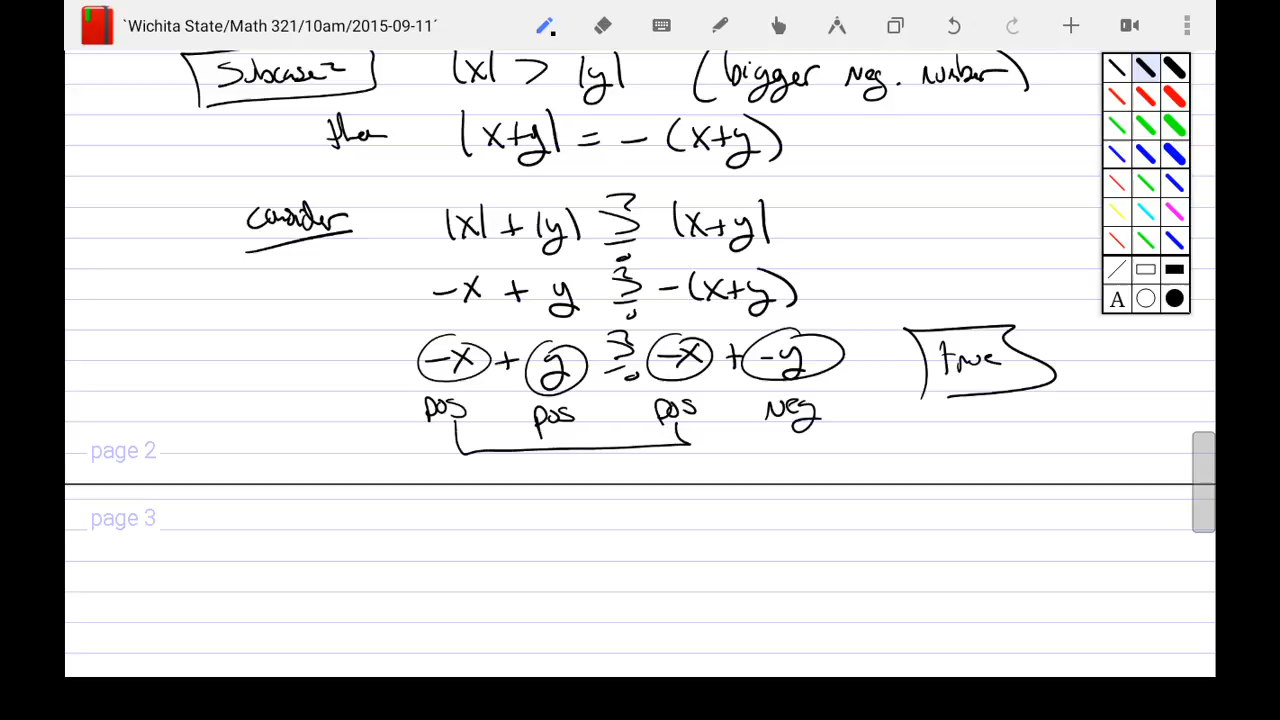 `Wichita State/Math 321/10am/2015-09-11´
Subcase 2 |x| > |y| (bigger neg. number)
then |x+y| = - (x+y)
consider |x| + |y| ≥? |x+y|
-x + y ≥? -(x+y)
-x + y ≥? -x + -y true
pos pos pos Neg
page 2
page 3
A